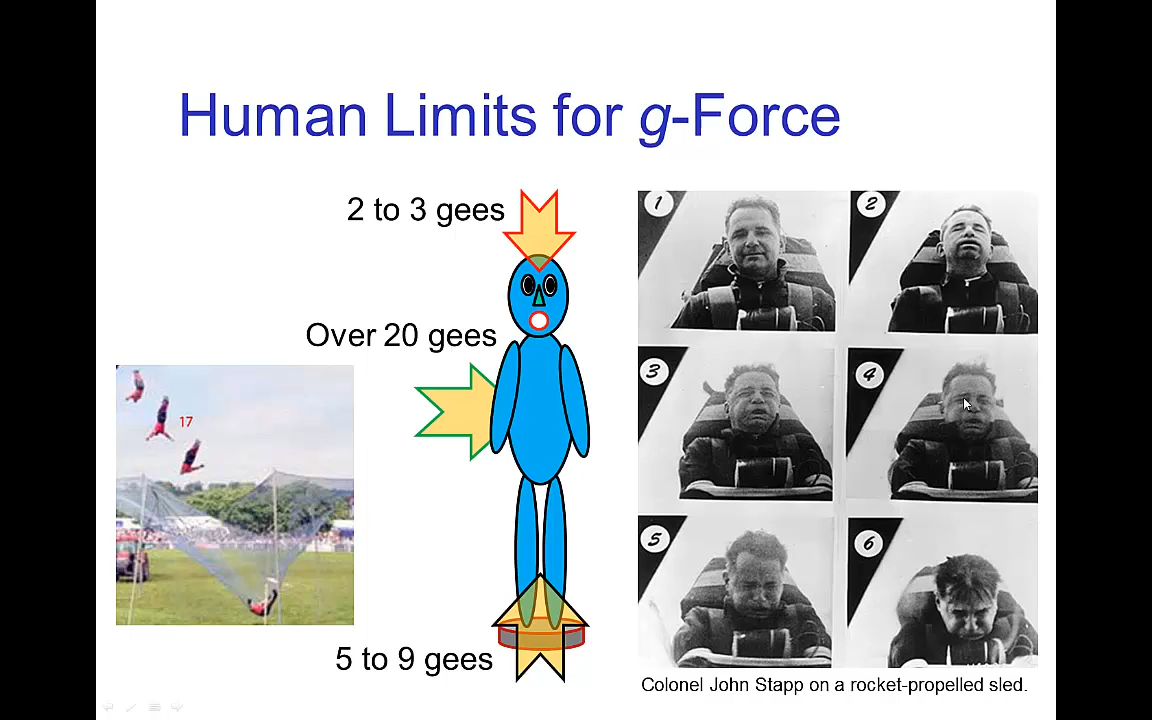 Human Limits for g-Force
2 to 3 gees
Over 20 gees
17
5 to 9 gees
1
2
3
4
5
6
Colonel John Stapp on a rocket-propelled sled.